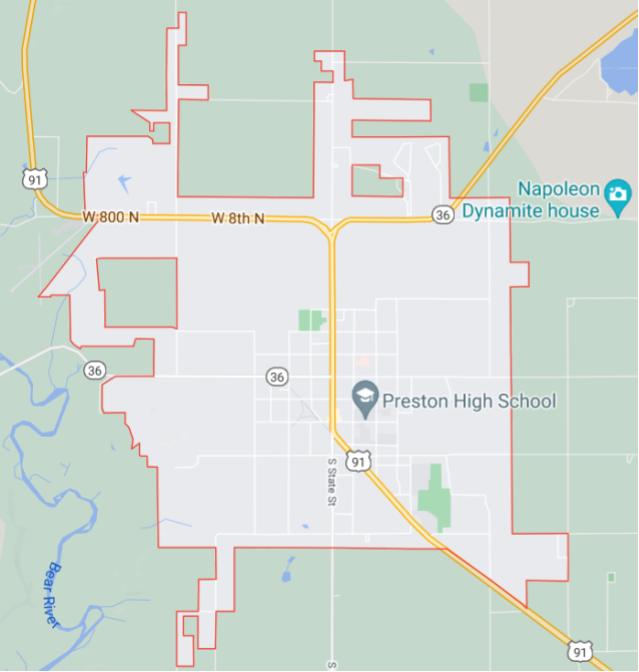 91
W 800 N
W 8th N
36
Napoleon
Dynamite house
36
36
Preston High School
91
S State St
Bear River
91
S